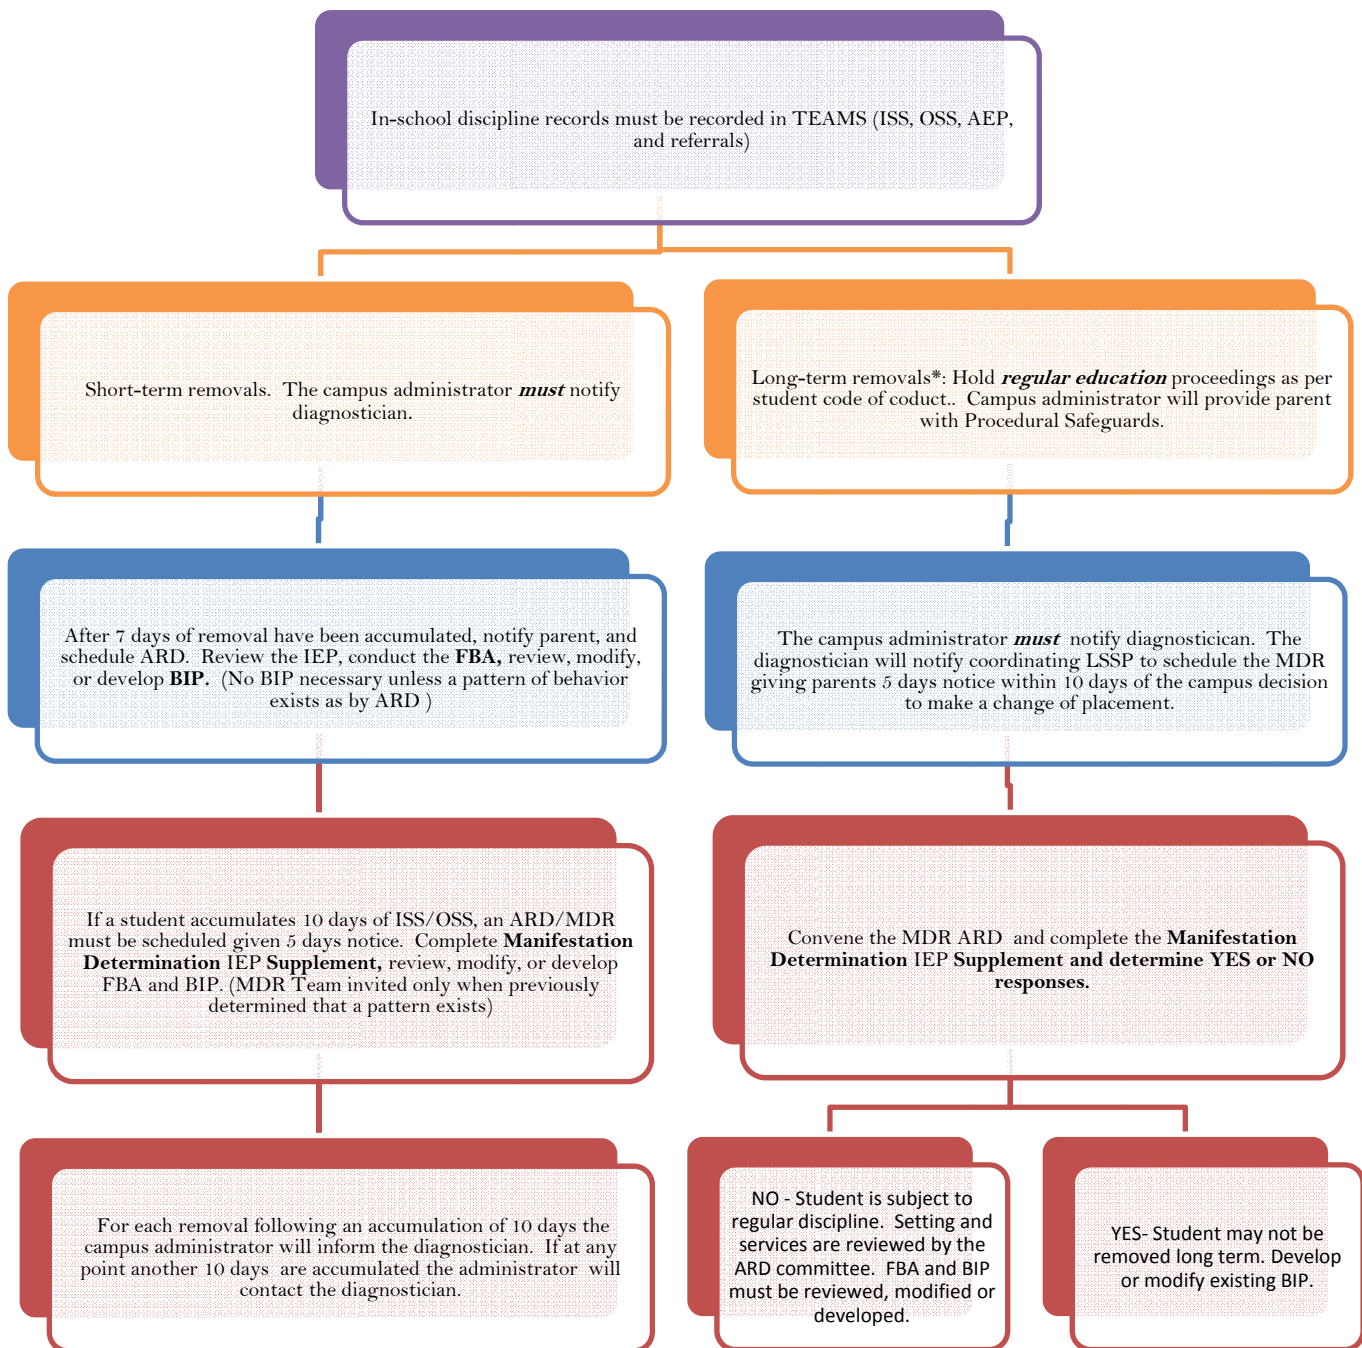 In-school discipline records must be recorded in TEAMS (ISS, OSS, AEP,
and referrals)
Short-term removals.  The campus administrator must notify
diagnostician.
Long-term removals*: Hold regular education proceedings as per
student code of coduct..  Campus administrator will provide parent
with Procedural Safeguards.
After 7 days of removal have been accumulated, notify parent, and
schedule ARD.  Review the IEP, conduct the FBA, review, modify,
or develop BIP.  (No BIP necessary unless a pattern of behavior
exists as by ARD )
The campus administrator must  notify diagnosticican.  The
diagnostician will notify coordinating LSSP to schedule the MDR
giving parents 5 days notice within 10 days of the campus decision
to make a change of placement.
If a student accumulates 10 days of ISS/OSS, an ARD/MDR
must be scheduled given 5 days notice.  Complete Manifestation
Determination IEP Supplement, review, modify, or develop
FBA and BIP. (MDR Team invited only when previously
determined that a pattern exists)
Convene the MDR ARD  and complete the Manifestation
Determination IEP Supplement and determine YES or NO
responses.
For each removal following an accumulation of 10 days the
campus administrator will inform the diagnostician.  If at any
point another 10 days  are accumulated the administrator  will
contact the diagnostician.
NO - Student is subject to
regular discipline.  Setting and
services are reviewed by the
ARD committee.  FBA and BIP
must be reviewed, modified or
developed.
YES- Student may not be
removed long term. Develop
or modify existing BIP.